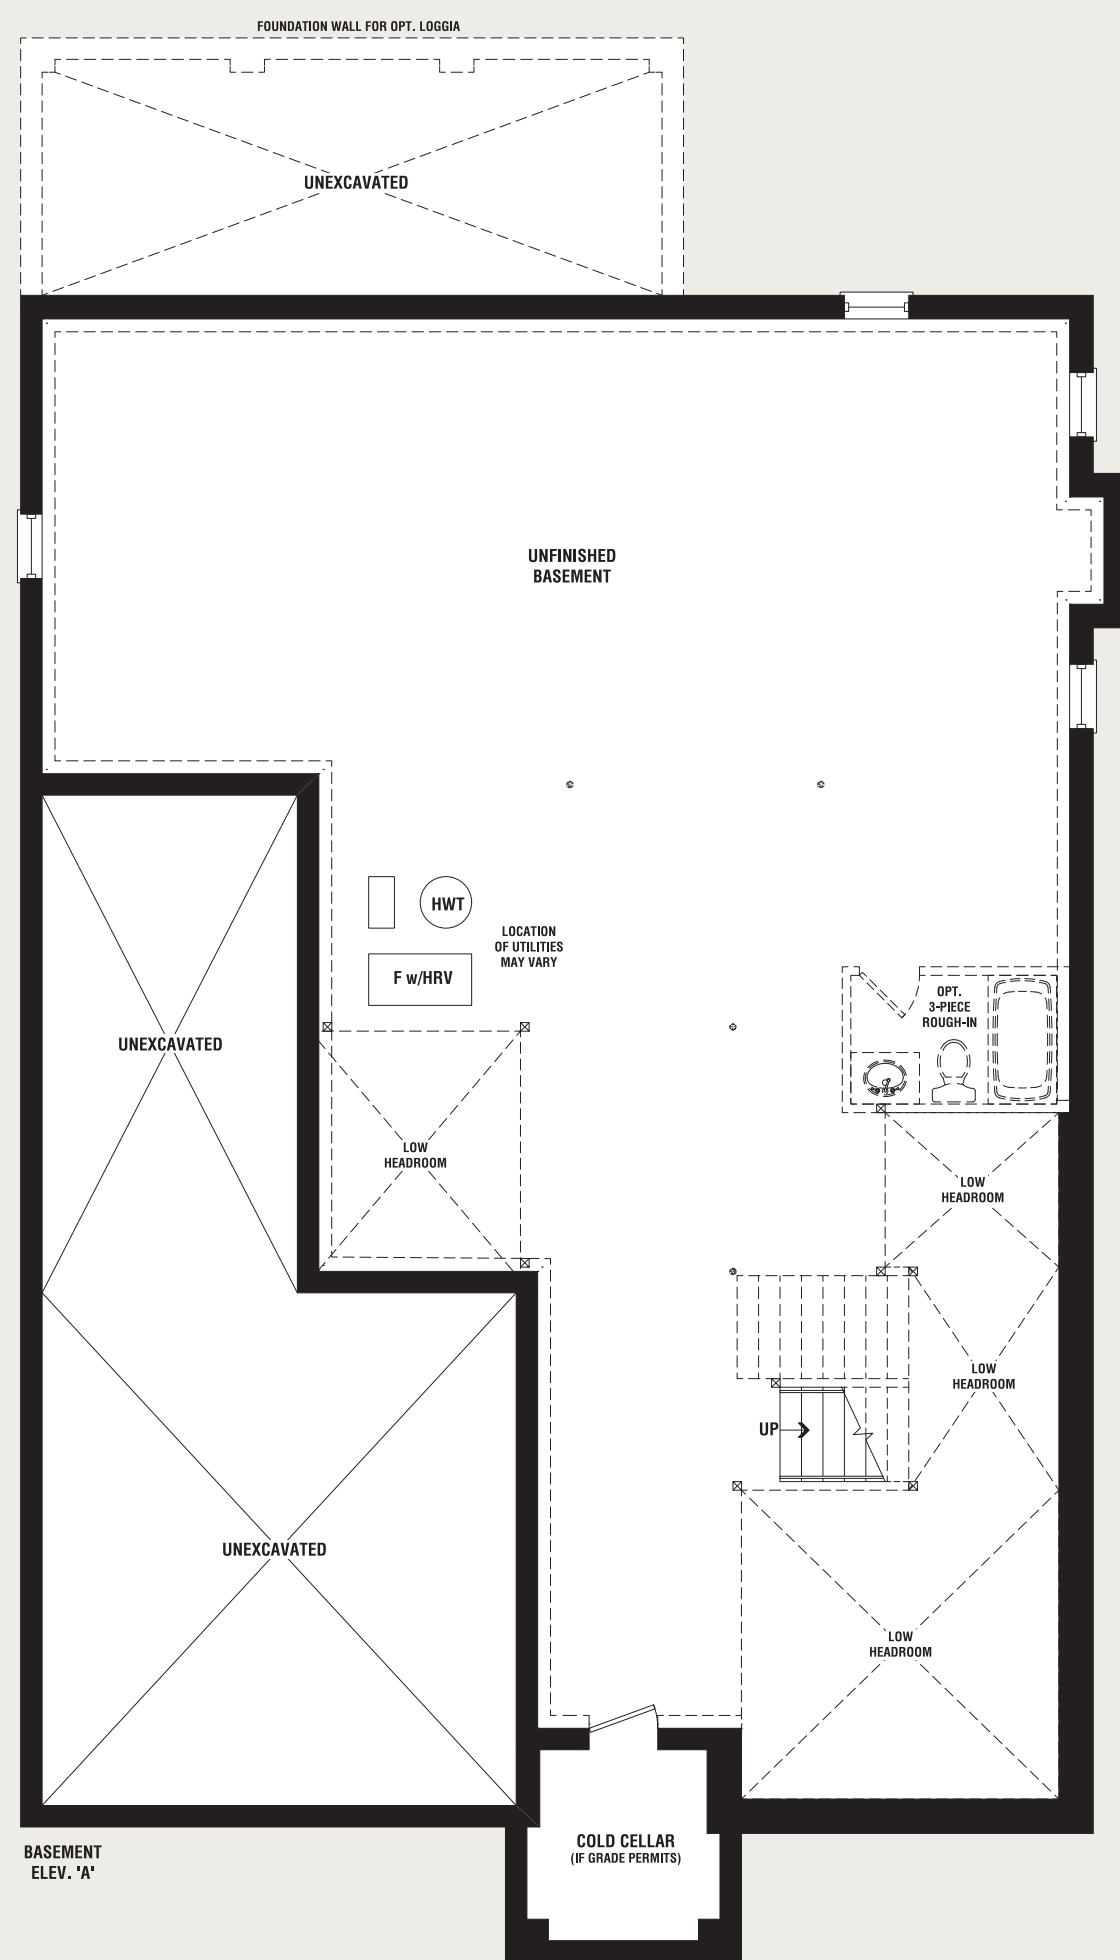 FOUNDATION WALL FOR OPT. LOGGIA
UNEXCAVATED
UNFINISHED
BASEMENT
HWT
LOCATION
OF UTILITIES
MAY VARY
F w/HRV
OPT.
3-PIECE
ROUGH-IN
UNEXCAVATED
LOW
HEADROOM
LOW
HEADROOM
LOW
HEADROOM
UP
UNEXCAVATED
LOW
HEADROOM
COLD CELLAR
(IF GRADE PERMITS)
BASEMENT
ELEV. 'A'